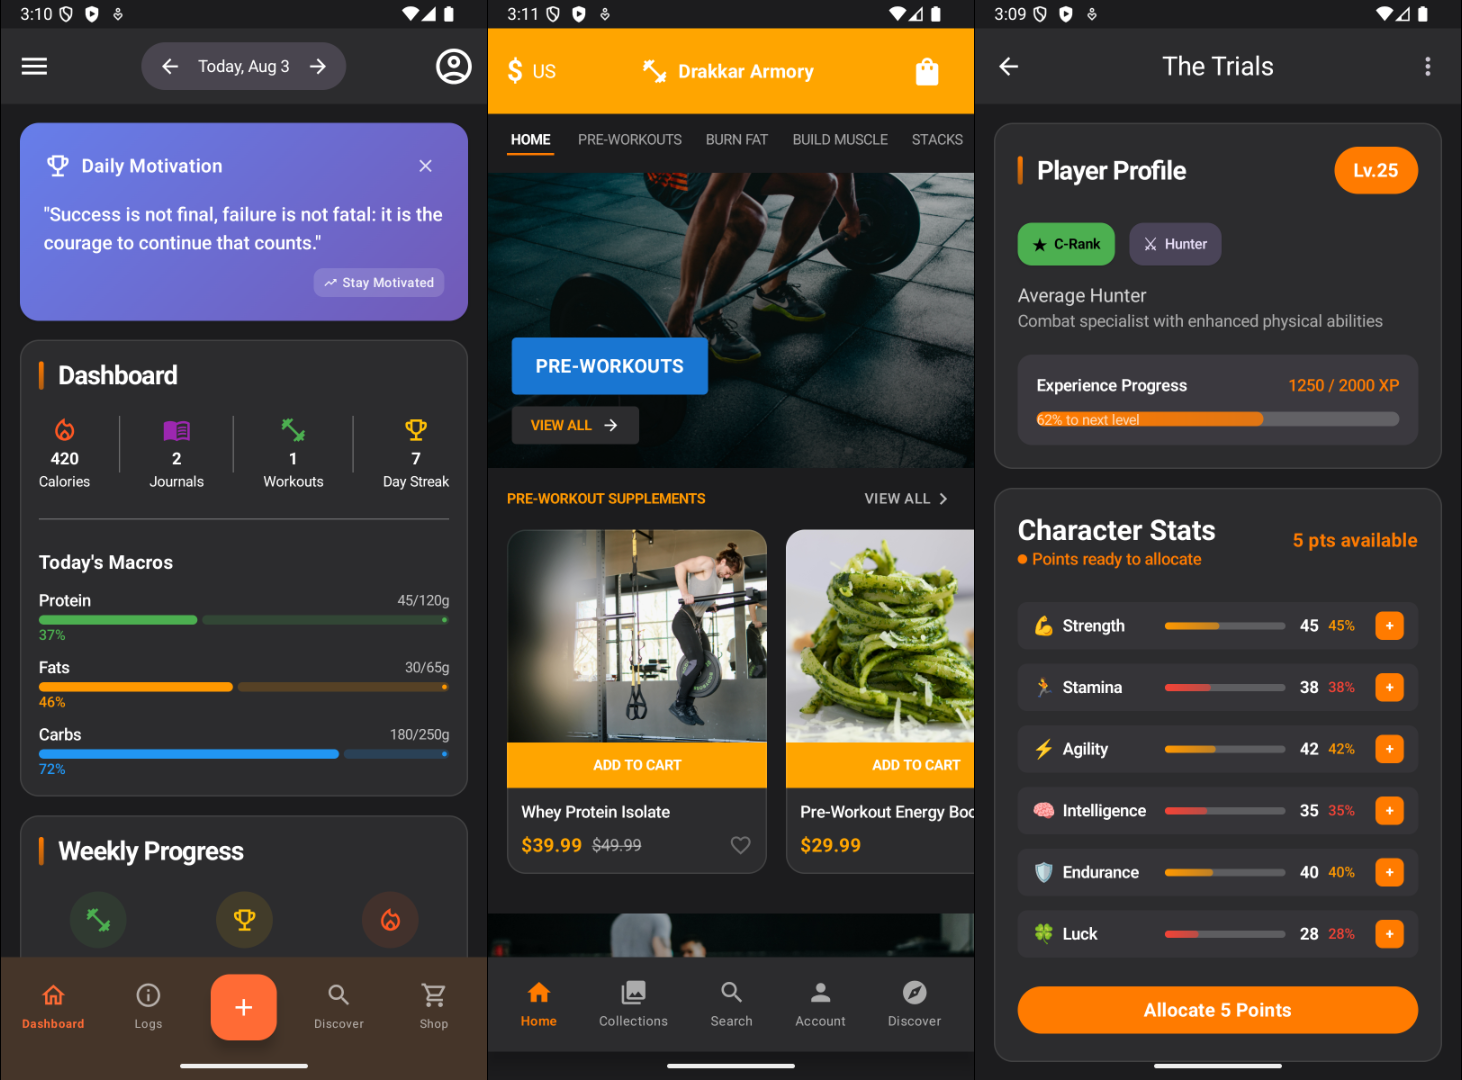 3:10
Today, Aug 3
Daily Motivation
"Success is not final, failure is not fatal: it is the
courage to continue that counts."
Stay Motivated
Dashboard
420
Calories
2
Journals
1
Workouts
7
Day Streak
Today's Macros
Protein
45/120g
37%
Fats
30/65g
46%
Carbs
180/250g
72%
Weekly Progress
Dashboard
Logs
+
Discover
Shop
3:11
$ US
Drakkar Armory
HOME
PRE-WORKOUTS
BURN FAT
BUILD MUSCLE
STACKS
PRE-WORKOUTS
VIEW ALL
PRE-WORKOUT SUPPLEMENTS
VIEW ALL
ADD TO CART
Whey Protein Isolate
$39.99 $49.99
ADD TO CART
Pre-Workout Energy Boo
$29.99
Home
Collections
Search
Account
Discover
3:09
The Trials
Player Profile
Lv.25
C-Rank
Hunter
Average Hunter
Combat specialist with enhanced physical abilities
Experience Progress
1250 / 2000 XP
62% to next level
Character Stats
5 pts available
Points ready to allocate
Strength 45 45% +
Stamina 38 38% +
Agility 42 42% +
Intelligence 35 35% +
Endurance 40 40% +
Luck 28 28% +
Allocate 5 Points